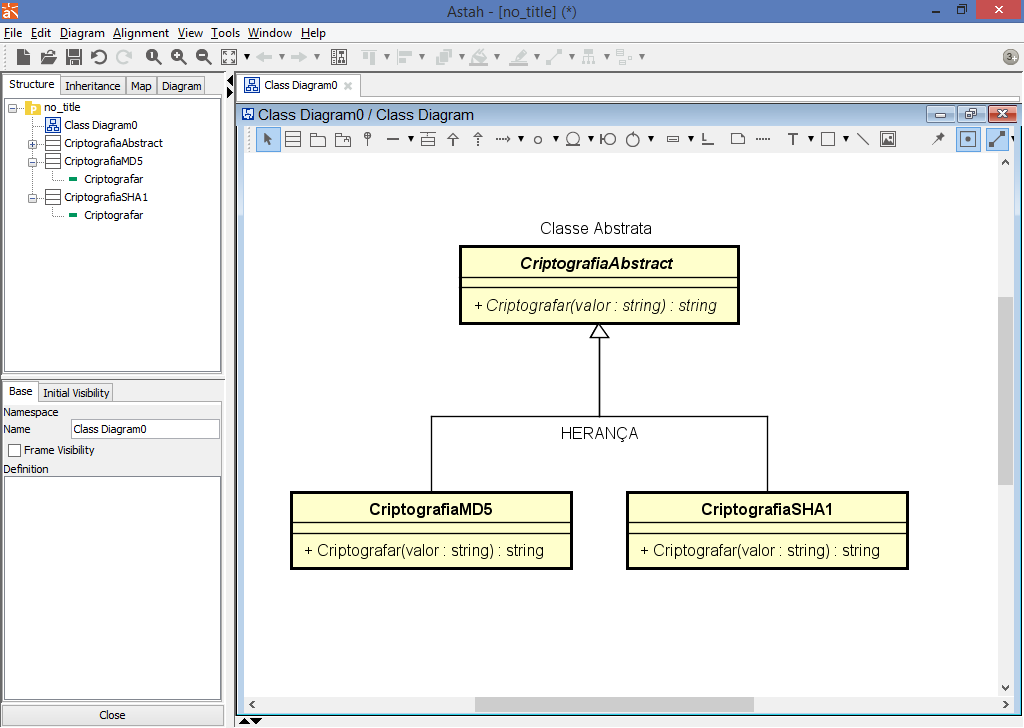 Astah - [no_title] (*)
File Edit Diagram Alignment View Tools Window Help
3
Structure Inheritance Map Diagram
Class Diagram0
no_title
Class Diagram0
CriptografiaAbstract
CriptografiaMD5
Criptografar
CriptografiaSHA1
Criptografar
Base Initial Visibility
Namespace
Name Class Diagram0
Frame Visibility
Definition
Close
Class Diagram0 / Class Diagram
T
Classe Abstrata
CriptografiaAbstract
+ Criptografar(valor : string) : string
HERANÇA
CriptografiaMD5
+ Criptografar(valor : string) : string
CriptografiaSHA1
+ Criptografar(valor : string) : string